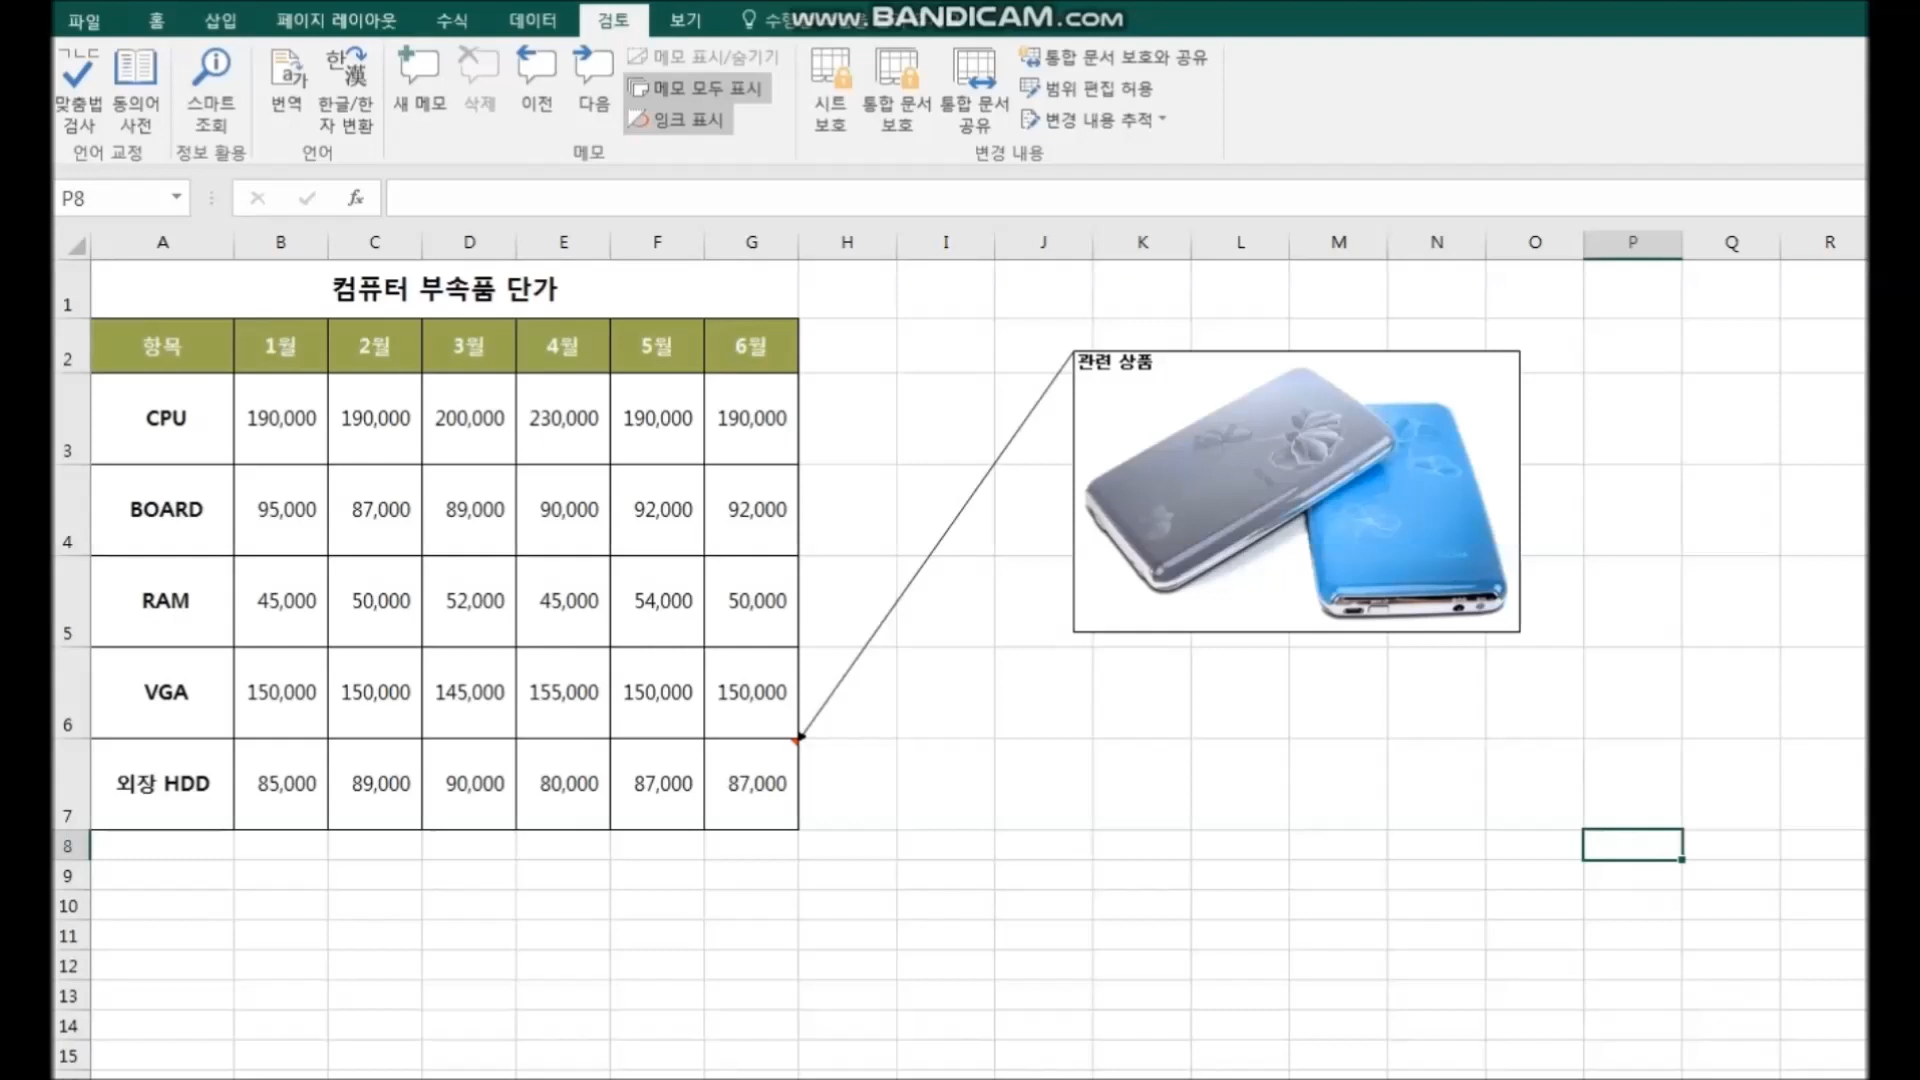 파일 홈 삽입 페이지 레이아웃 수식 데이터 검토 보기
www.BANDICAM.com
맞춤법 검사 동의어 사전 스마트 조회 번역 한글/한자 변환 새 메모 삭제 이전 다음
메모 표시/숨기기
메모 모두 표시
잉크 표시
시트 보호 통합 문서 보호 통합 문서 공유
통합 문서 보호와 공유
범위 편집 허용
변경 내용 추적
언어 교정 정보 활용 언어 메모 변경 내용
P8 fx
A B C D E F G H I J K L M N O P Q R
1 컴퓨터 부속품 단가
2 항목 1월 2월 3월 4월 5월 6월
관련 상품
3 CPU 190,000 190,000 200,000 230,000 190,000 190,000
4 BOARD 95,000 87,000 89,000 90,000 92,000 92,000
5 RAM 45,000 50,000 52,000 45,000 54,000 50,000
6 VGA 150,000 150,000 145,000 155,000 150,000 150,000
7 외장 HDD 85,000 89,000 90,000 80,000 87,000 87,000
8
9
10
11
12
13
14
15